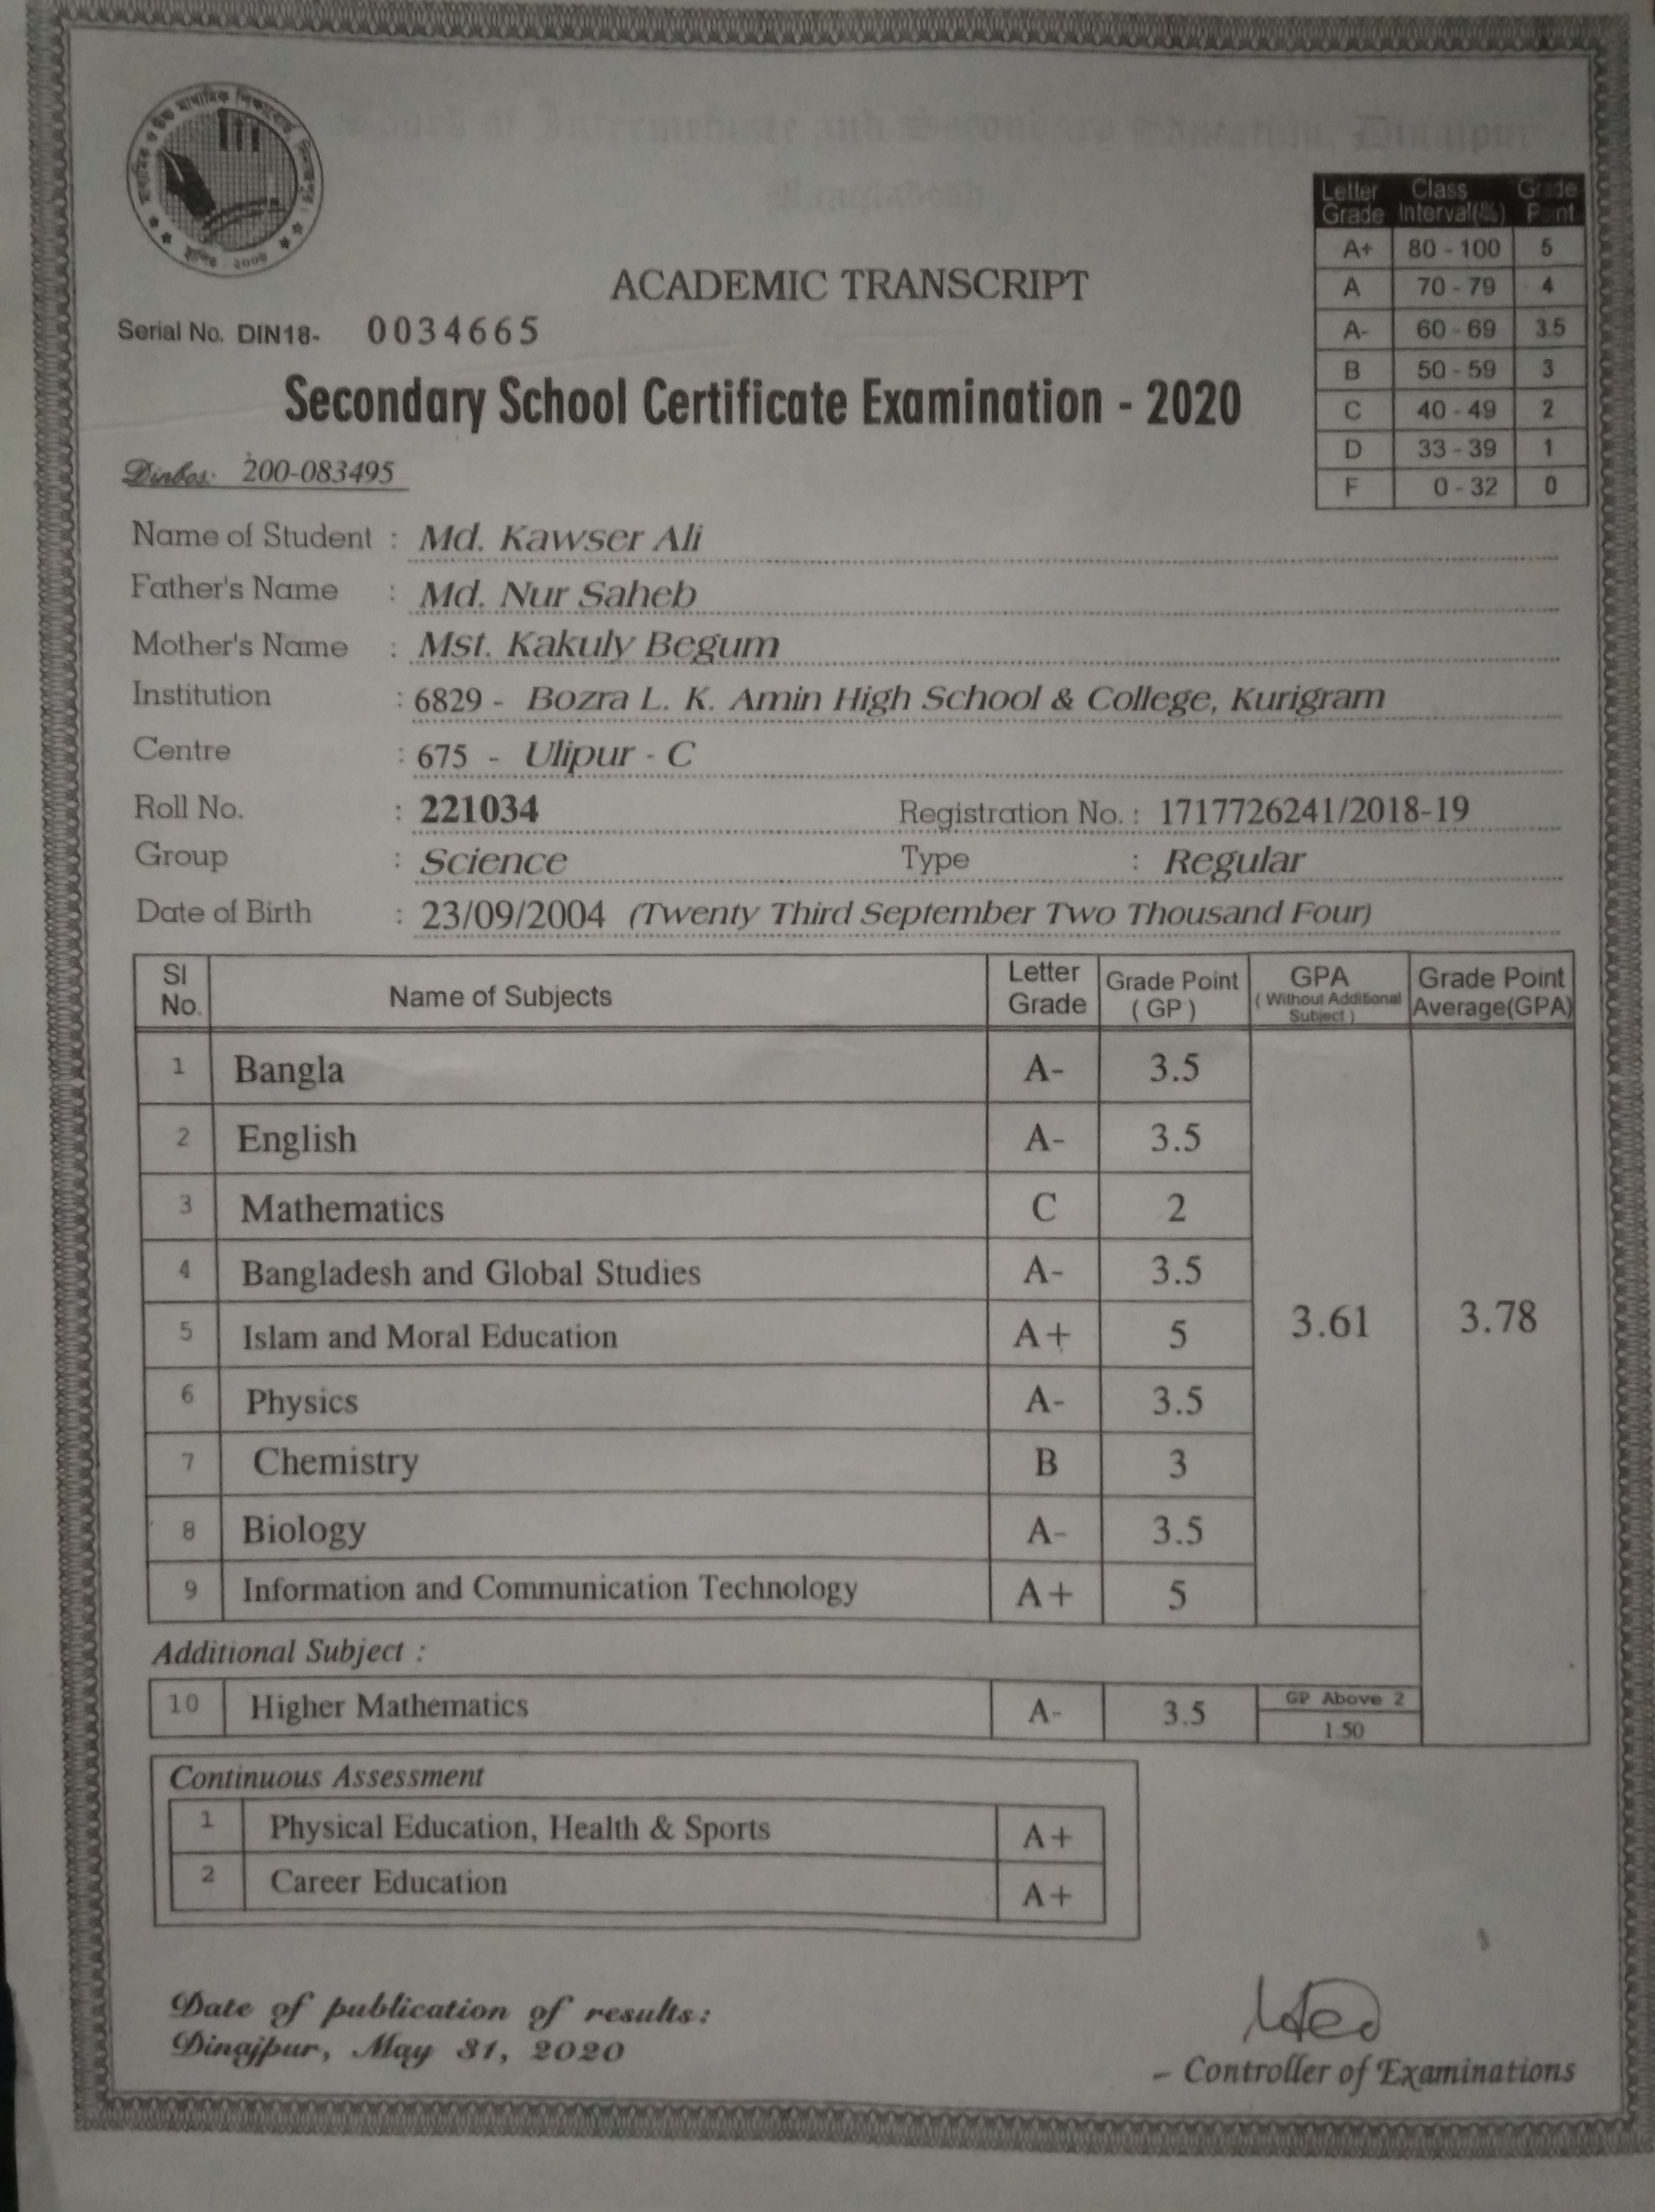 মাধ্যমিক ও উচ্চ মাধ্যমিক শিক্ষাবোর্ড দিনাজপুর।
স্থাপিত - ২০০৬
Board of Intermediate and Secondary Education, Dinajpur
Bangladesh
Letter Grade Class Interval(%) Grade Point
A+ 80 - 100 5
A 70 - 79 4
A- 60 - 69 3.5
B 50 - 59 3
C 40 - 49 2
D 33 - 39 1
F 0 - 32 0
ACADEMIC TRANSCRIPT
Serial No. DIN18- 0034665
Secondary School Certificate Examination - 2020
Dinbos: 200-083495
Name of Student : Md. Kawser Ali
Father's Name : Md. Nur Saheb
Mother's Name : Mst. Kakuly Begum
Institution : 6829 - Bozra L. K. Amin High School & College, Kurigram
Centre : 675 - Ulipur - C
Roll No. : 221034 Registration No. : 1717726241/2018-19
Group : Science Type : Regular
Date of Birth : 23/09/2004 (Twenty Third September Two Thousand Four)
Sl No. Name of Subjects Letter Grade Grade Point (GP) GPA (Without Additional Subject) Grade Point Average(GPA)
1 Bangla A- 3.5
2 English A- 3.5
3 Mathematics C 2
4 Bangladesh and Global Studies A- 3.5
5 Islam and Moral Education A+ 5 3.61 3.78
6 Physics A- 3.5
7 Chemistry B 3
8 Biology A- 3.5
9 Information and Communication Technology A+ 5
Additional Subject :
10 Higher Mathematics A- 3.5 GP Above 2
1.50
Continuous Assessment
1 Physical Education, Health & Sports A+
2 Career Education A+
Date of publication of results:
Dinajpur, May 31, 2020
- Controller of Examinations